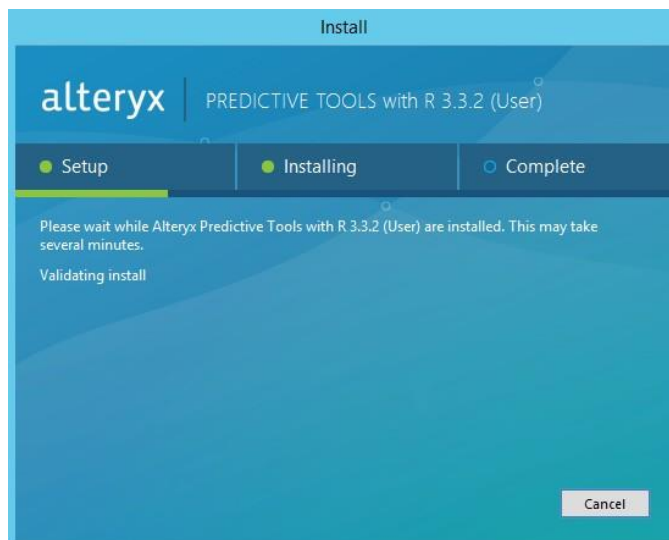 Install
alteryx
PREDICTIVE TOOLS with R 3.3.2 (User)
Setup
Installing
Complete
Please wait while Alteryx Predictive Tools with R 3.3.2 (User) are installed. This may take
several minutes.
Validating install
Cancel